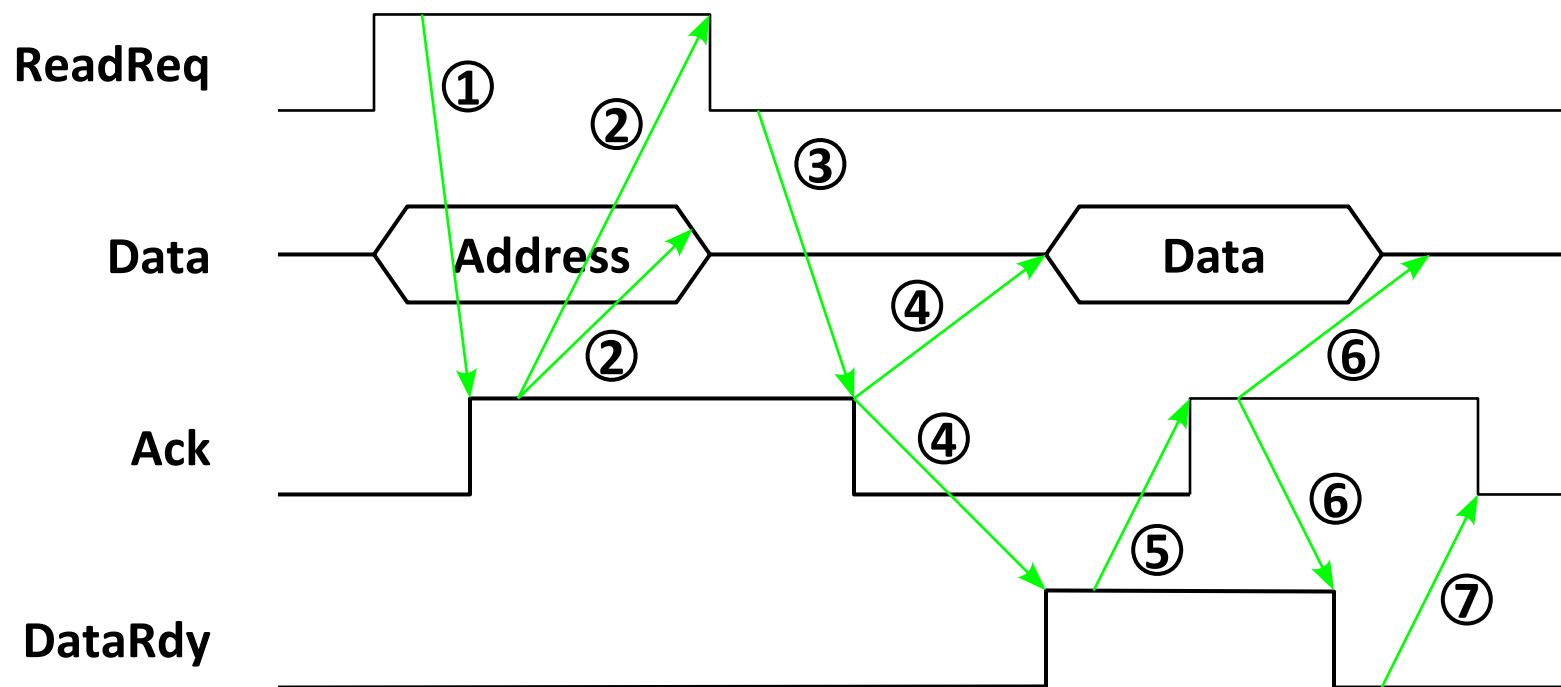 ReadReq
①
②
③
Data
Address
Data
②
④
⑥
Ack
④
⑥
⑤
⑦
DataRdy